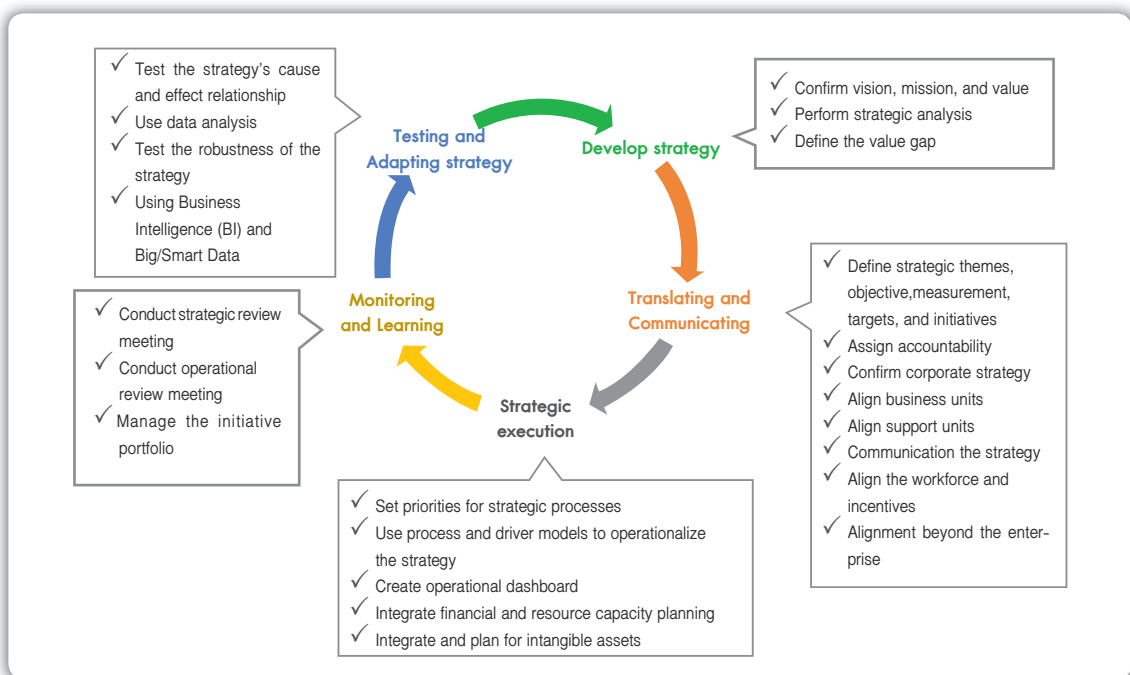 Test the strategy's cause
and effect relationship
Use data analysis
Test the robustness of the
strategy
Using Business
Intelligence (BI) and
Big/Smart Data
Testing and
Adapting strategy
Develop strategy
Confirm vision, mission, and value
Perform strategic analysis
Define the value gap
Translating and
Communicating
Define strategic themes,
objective,measurement,
targets, and initiatives
Assign accountability
Confirm corporate strategy
Align business units
Align support units
Communication the strategy
Align the workforce and
incentives
Alignment beyond the enter-
prise
Strategic
execution
Set priorities for strategic processes
Use process and driver models to operationalize
the strategy
Create operational dashboard
Integrate financial and resource capacity planning
Integrate and plan for intangible assets
Monitoring
and Learning
Conduct strategic review
meeting
Conduct operational
review meeting
Manage the initiative
portfolio